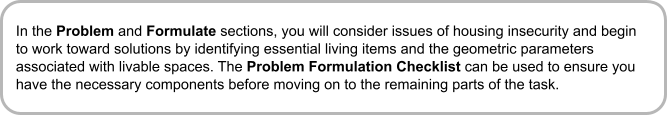 In the Problem and Formulate sections, you will consider issues of housing insecurity and begin
to work toward solutions by identifying essential living items and the geometric parameters
associated with livable spaces. The Problem Formulation Checklist can be used to ensure you
have the necessary components before moving on to the remaining parts of the task.